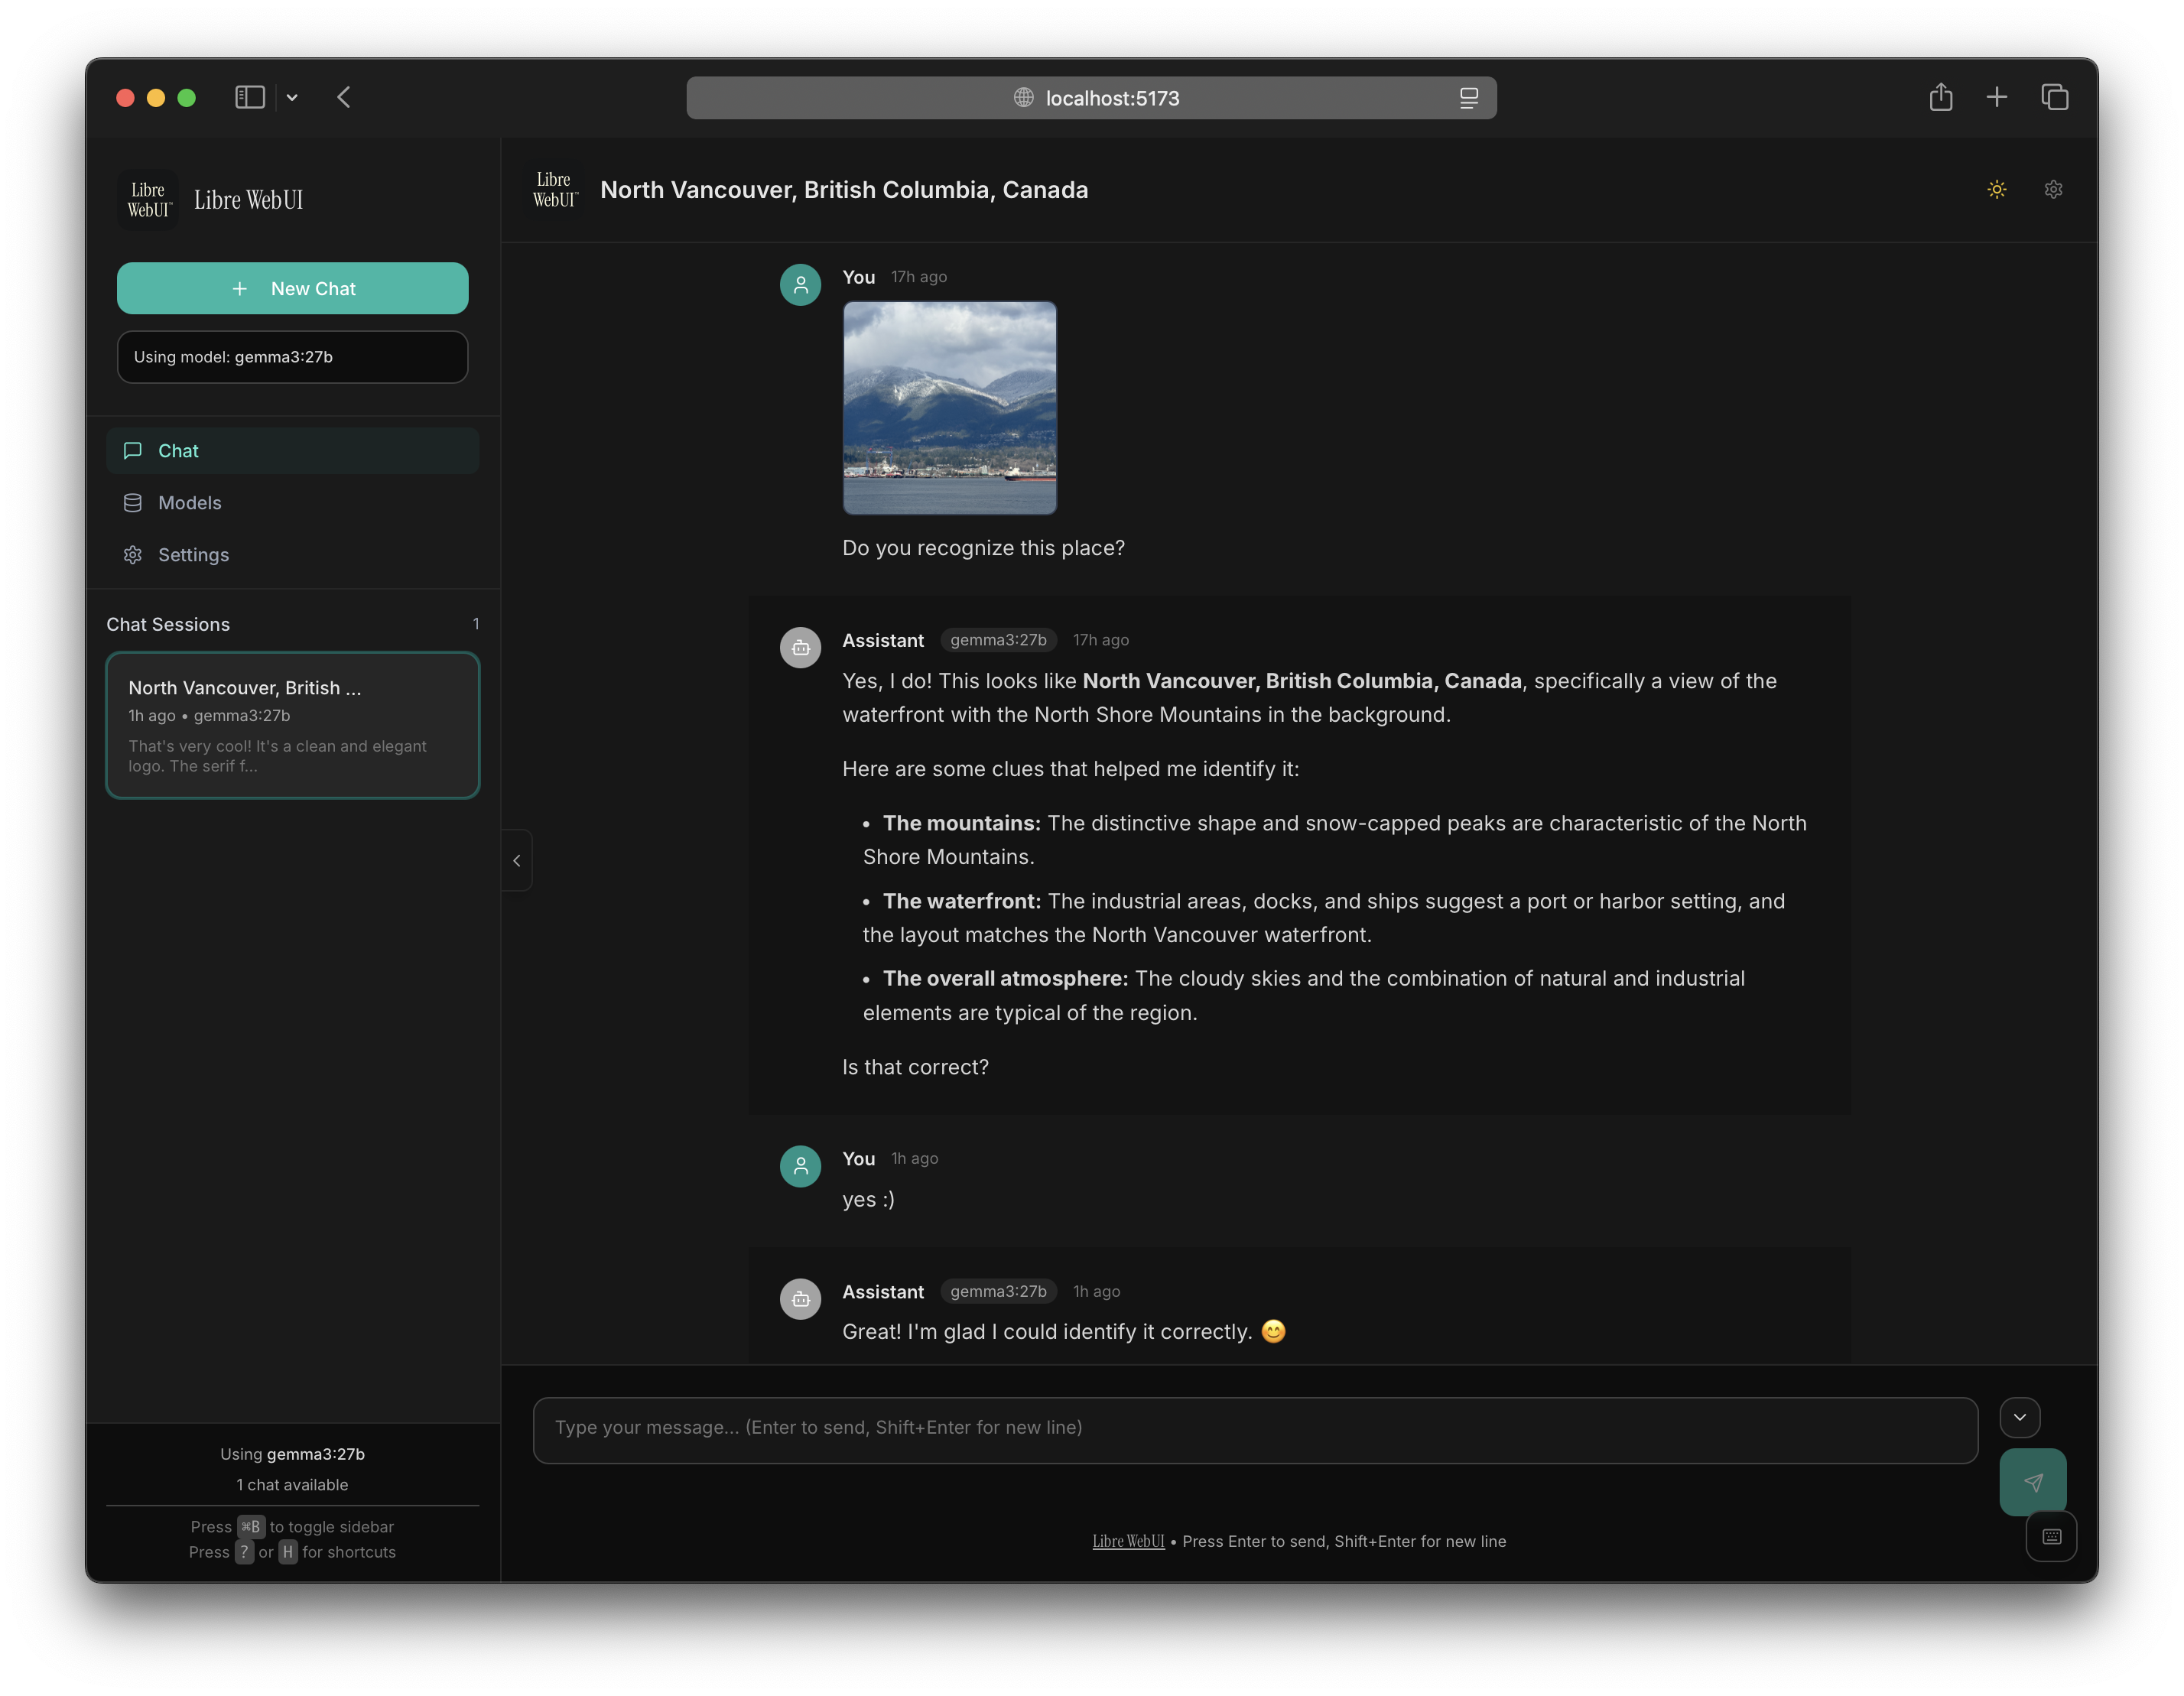 localhost:5173
Libre
WebUI™
Libre WebUI
New Chat
Using model: gemma3:27b
Chat
Models
Settings
Chat Sessions 1
North Vancouver, British ...
1h ago • gemma3:27b
That's very cool! It's a clean and elegant
logo. The serif f...
Using gemma3:27b
1 chat available
Press ⌘B to toggle sidebar
Press ? or H for shortcuts
Libre
WebUI™
North Vancouver, British Columbia, Canada
You 17h ago
Do you recognize this place?
Assistant gemma3:27b 17h ago
Yes, I do! This looks like North Vancouver, British Columbia, Canada, specifically a view of the
waterfront with the North Shore Mountains in the background.
Here are some clues that helped me identify it:
• The mountains: The distinctive shape and snow-capped peaks are characteristic of the North
Shore Mountains.
• The waterfront: The industrial areas, docks, and ships suggest a port or harbor setting, and
the layout matches the North Vancouver waterfront.
• The overall atmosphere: The cloudy skies and the combination of natural and industrial
elements are typical of the region.
Is that correct?
You 1h ago
yes :)
Assistant gemma3:27b 1h ago
Great! I'm glad I could identify it correctly. 😊
Type your message... (Enter to send, Shift+Enter for new line)
Libre WebUI • Press Enter to send, Shift+Enter for new line